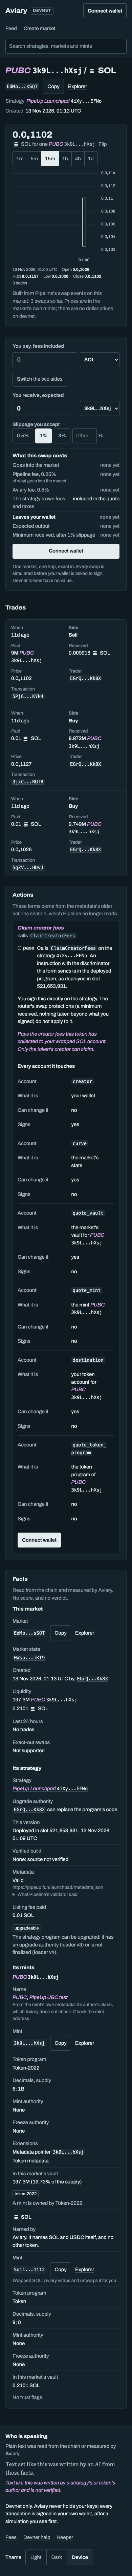 Aviary DEVNET Connect wallet
Feed Create market
Search strategies, markets and mints
PUBC 3k9L...hXsj / SOL
EdMo...sSQT Copy Explorer
Strategy PipeUp Launchpad 4iXy...EfNo
Created 13 Nov 2026, 01:13 UTC
SOL for one PUBC 3k9L...hXsj Flip
1m 5m 15m 1h 4h 1d
01:00
13 Nov 2026, 01:00 UTC
3 trades
Built from Pipeline's swap events on this
market. 3 swaps so far. Prices are in this
market's own mints; there are no dollar prices
on devnet.
You pay, fees included
0 SOL
Switch the two sides
You receive, expected
0 3k9L...hXsj
Slippage you accept
0.5% 1% 3% Other %
What this swap costs
Goes into the market none yet
Pipeline fee, 0.25% none yet
of what goes into the market
Aviary fee, 0.5% none yet
The strategy's own fees and taxes included in the quote
Leaves your wallet none yet
Expected output none yet
Minimum received, after 1% slippage none yet
Connect wallet
One market, one hop, exact in. Every swap is
simulated before your wallet is asked to sign.
Devnet tokens have no value.
Trades
When Side
11d ago Sell
Paid Received
9M PUBC 0.009916 SOL
3k9L...hXsj
Price Trader
EGrQ...Kk8X
Transaction
When Side
11d ago Buy
Paid Received
0.01 SOL 8.872M PUBC
3k9L...hXsj
Price Trader
EGrQ...Kk8X
Transaction
When Side
11d ago Buy
Paid Received
0.01 SOL 9.749M PUBC
3k9L...hXsj
Price Trader
EGrQ...Kk8X
Transaction
Actions
These forms come from the metadata's older
actions section, which Pipeline no longer reads.
Claim creator fees
calls ClaimCreatorFees
pass Calls ClaimCreatorFees on the
strategy 4iXy...EfNo. An
instruction with the discriminator
this form sends is in the deployed
program, as deployed in slot
521,653,931.
You sign this directly on the strategy. The
router's swap protections (a minimum
received, nothing taken beyond what you
signed) do not apply to it.
Pays the creator fees this token has
collected to your wrapped SOL account.
Only the token's creator can claim.
Every account it touches
Account creator
What it is your wallet
Can change it no
Signs yes
Account curve
What it is the market's state
Can change it yes
Signs no
Account quote_vault
What it is the market's vault for PUBC 3k9L...hXsj
Can change it yes
Signs no
Account quote_mint
What it is the mint PUBC 3k9L...hXsj
Can change it no
Signs no
Account destination
What it is your token account for PUBC 3k9L...hXsj
Can change it yes
Signs no
Account quote_token_program
What it is the token program of PUBC 3k9L...hXsj
Can change it no
Signs no
Connect wallet
Facts
Read from the chain and measured by Aviary.
No score, and no verdict.
This market
Market
EdMo...sSQT Copy Explorer
Market state
Created
13 Nov 2026, 01:13 UTC by EGrQ...Kk8X
Liquidity
197.3M PUBC 3k9L...hXsj
0.2101 SOL
Last 24 hours
No trades
Exact-out swaps
Not supported
Its strategy
Strategy
PipeUp Launchpad 4iXy...EfNo
Upgrade authority
EGrQ...Kk8X can replace the program's code
This version
Deployed in slot 521,653,931, 13 Nov 2026,
01:09 UTC
Verified build
None: source not verified
Metadata
Valid
https://pipeup.fun/launchpad/metadata.json
What Pipeline's validator said
Listing fee paid
0.01 SOL
upgradeable
The strategy program can be upgraded: it has
an upgrade authority (loader v3) or is not
finalized (loader v4).
Its mints
PUBC 3k9L...hXsj
Name
PUBC, PipeUp UBC test
From the mint's own metadata: its author's claim,
which Aviary does not check. Check the mint
address.
Mint
3k9L...hXsj Copy Explorer
Token program
Token-2022
Decimals, supply
6; 1B
Mint authority
None
Freeze authority
None
Extensions
Metadata pointer 3k9L...hXsj
Token metadata
In this market's vault
197.3M (19.73% of the supply)
token-2022
A mint is owned by Token-2022.
SOL
Named by
Aviary. It names SOL and USDC itself, and no
other token.
Mint
So11...1112 Copy Explorer
Wrapped SOL: Aviary wraps and unwraps it for you.
Token program
Token
Decimals, supply
9; 0
Mint authority
None
Freeze authority
None
In this market's vault
0.2101 SOL
No trust flags.
Who is speaking
Plain text was read from the chain or measured by
Aviary.
Text set like this was written by an AI from
those facts.
Text like this was written by a strategy's or token's
author and is not verified.
Devnet only. Aviary never holds your keys: every
transaction is signed in your own wallet, after a
simulation you see first.
Fees Devnet help Keeper
Theme Light Dark Device